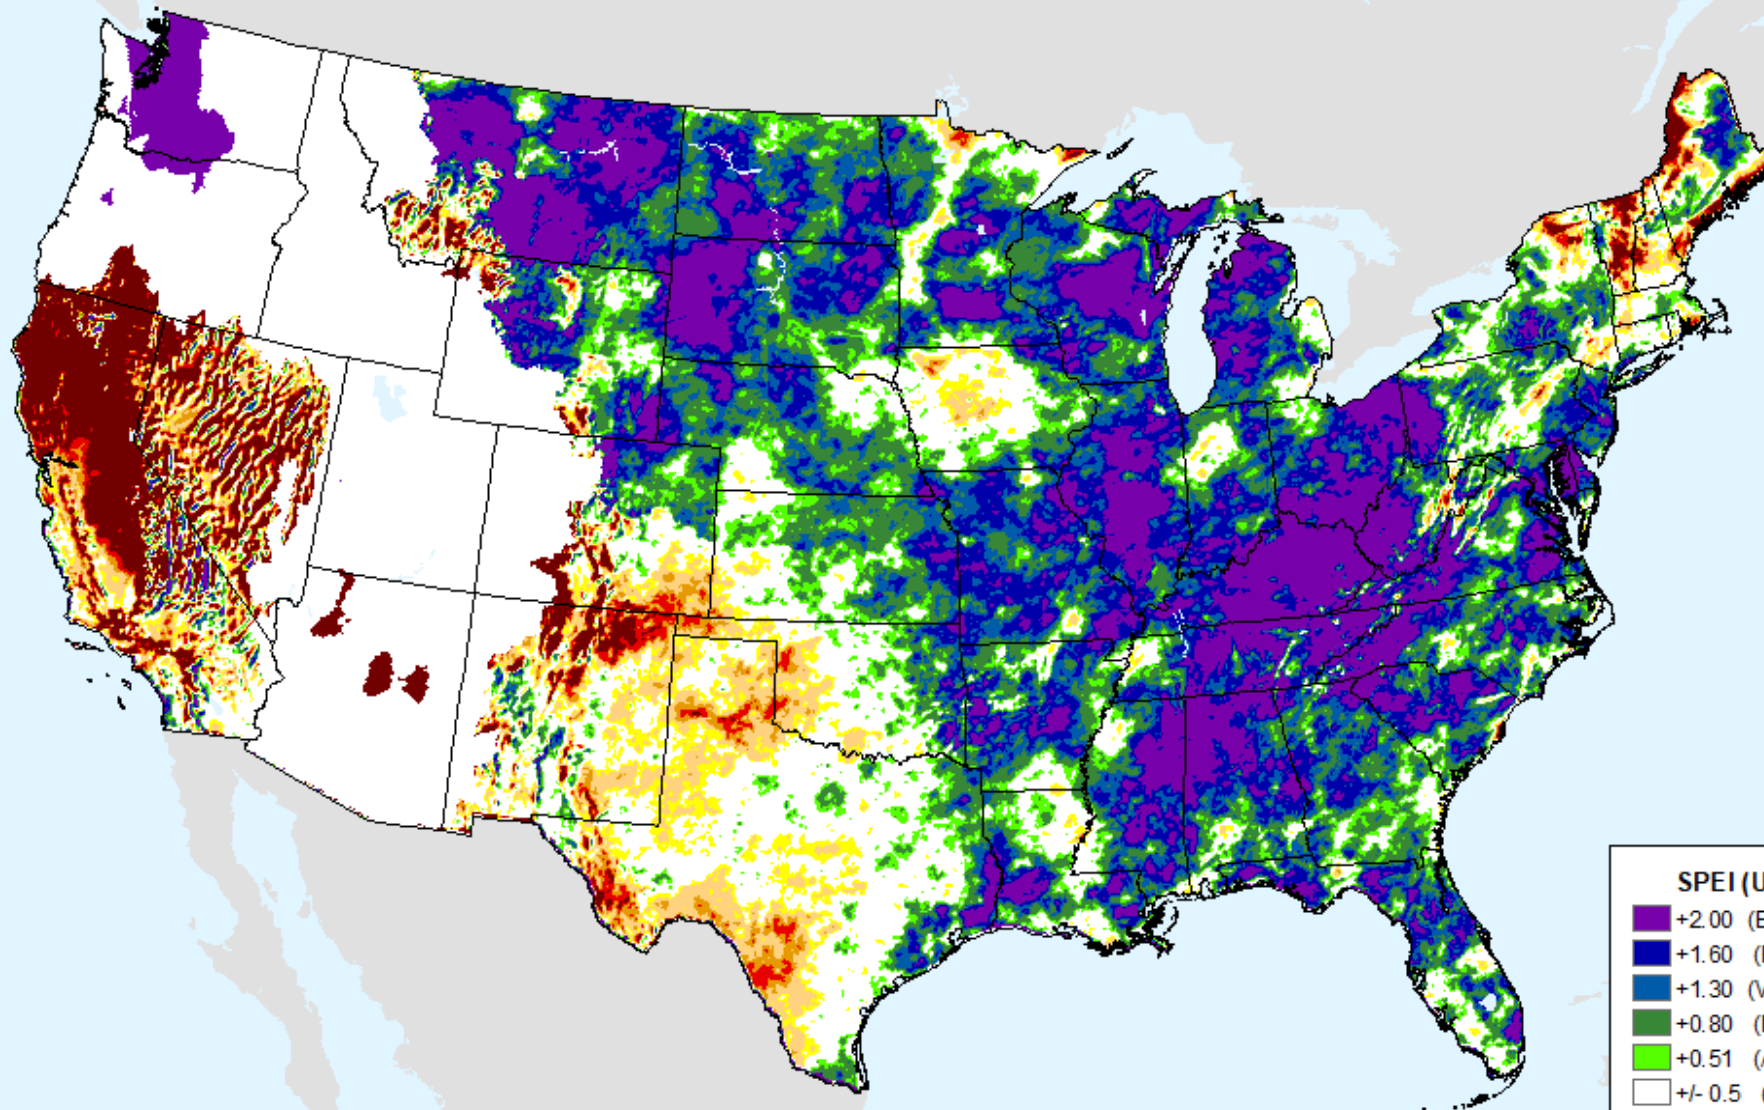 SPEI (U
+2.00 (E
+1.60 (
+1.30 (V
+0.80 (
+0.51 (
+/- 0.5 (